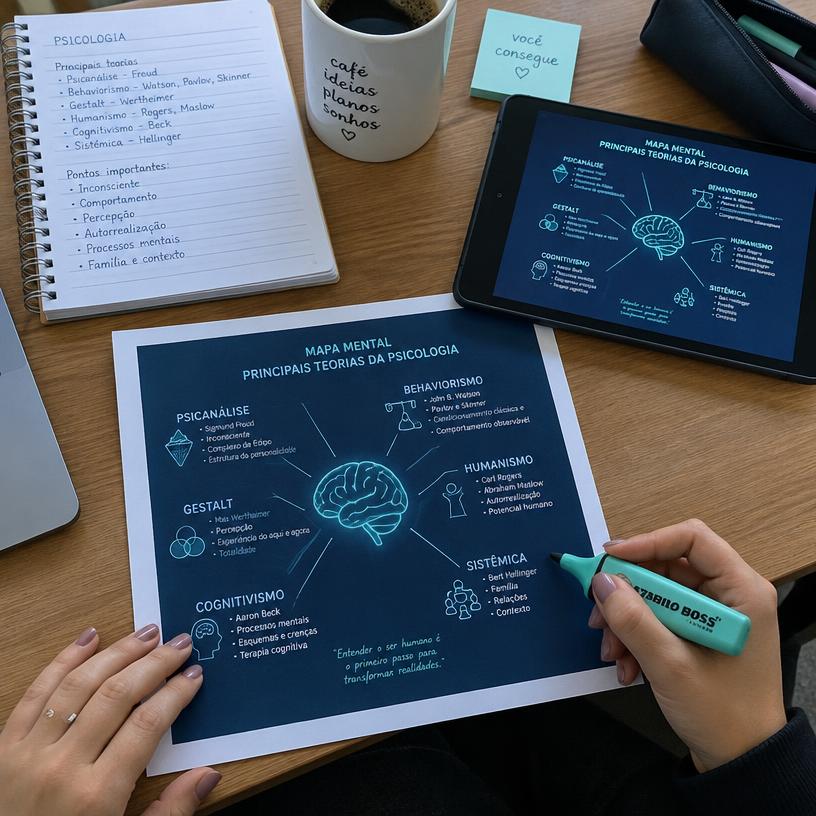 PSICOLOGIA
Principais teorias
• Psicanálise - Freud
• Behaviorismo - Watson, Pavlov, Skinner
• Gestalt - Wertheimer
• Humanismo - Rogers, Maslow
• Cognitivismo - Beck
• Sistêmica - Hellinger
Pontos importantes:
• Inconsciente
• Comportamento
• Percepção
• Autorrealização
• Processos mentais
• Família e contexto
café
ideias
planos
sonhos
você
consegue
MAPA MENTAL
PRINCIPAIS TEORIAS DA PSICOLOGIA
PSICANÁLISE
BEHAVIORISMO
GESTALT
HUMANISMO
COGNITIVISMO
SISTÊMICA
MAPA MENTAL
PRINCIPAIS TEORIAS DA PSICOLOGIA
PSICANÁLISE
• Sigmund Freud
• Inconsciente
• Complexo de Édipo
• Estrutura da personalidade
BEHAVIORISMO
• John B. Watson
• Pavlov e Skinner
• Condicionamento clássico e
• Comportamento observável
GESTALT
• Max Wertheimer
• Percepção
• Experiência do aqui e agora
• Totalidade
HUMANISMO
• Carl Rogers
• Abraham Maslow
• Autorrealização
• Potencial humano
COGNITIVISMO
• Aaron Beck
• Processos mentais
• Esquemas e crenças
• Terapia cognitiva
SISTÊMICA
• Bert Hellinger
• Família
• Relações
• Contexto
"Entender o ser humano é
o primeiro passo para
transformar realidades."
BOSS